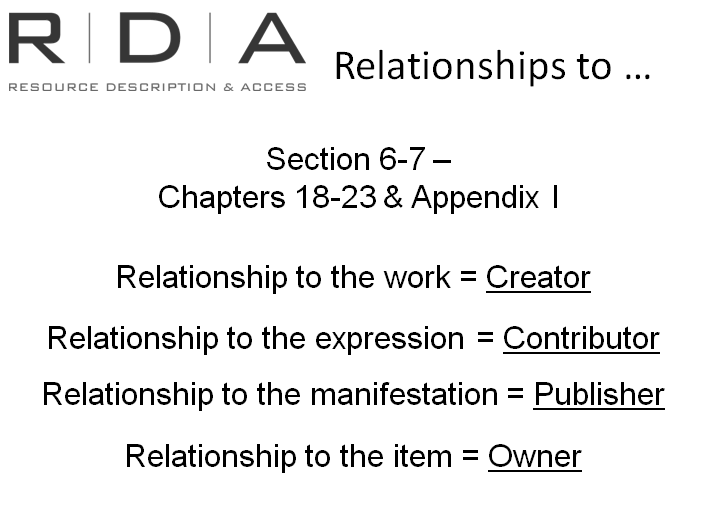 R | D | A
RESOURCE DESCRIPTION & ACCESS
Relationships to ...
Section 6-7 –
Chapters 18-23 & Appendix I
Relationship to the work = Creator
Relationship to the expression = Contributor
Relationship to the manifestation = Publisher
Relationship to the item = Owner